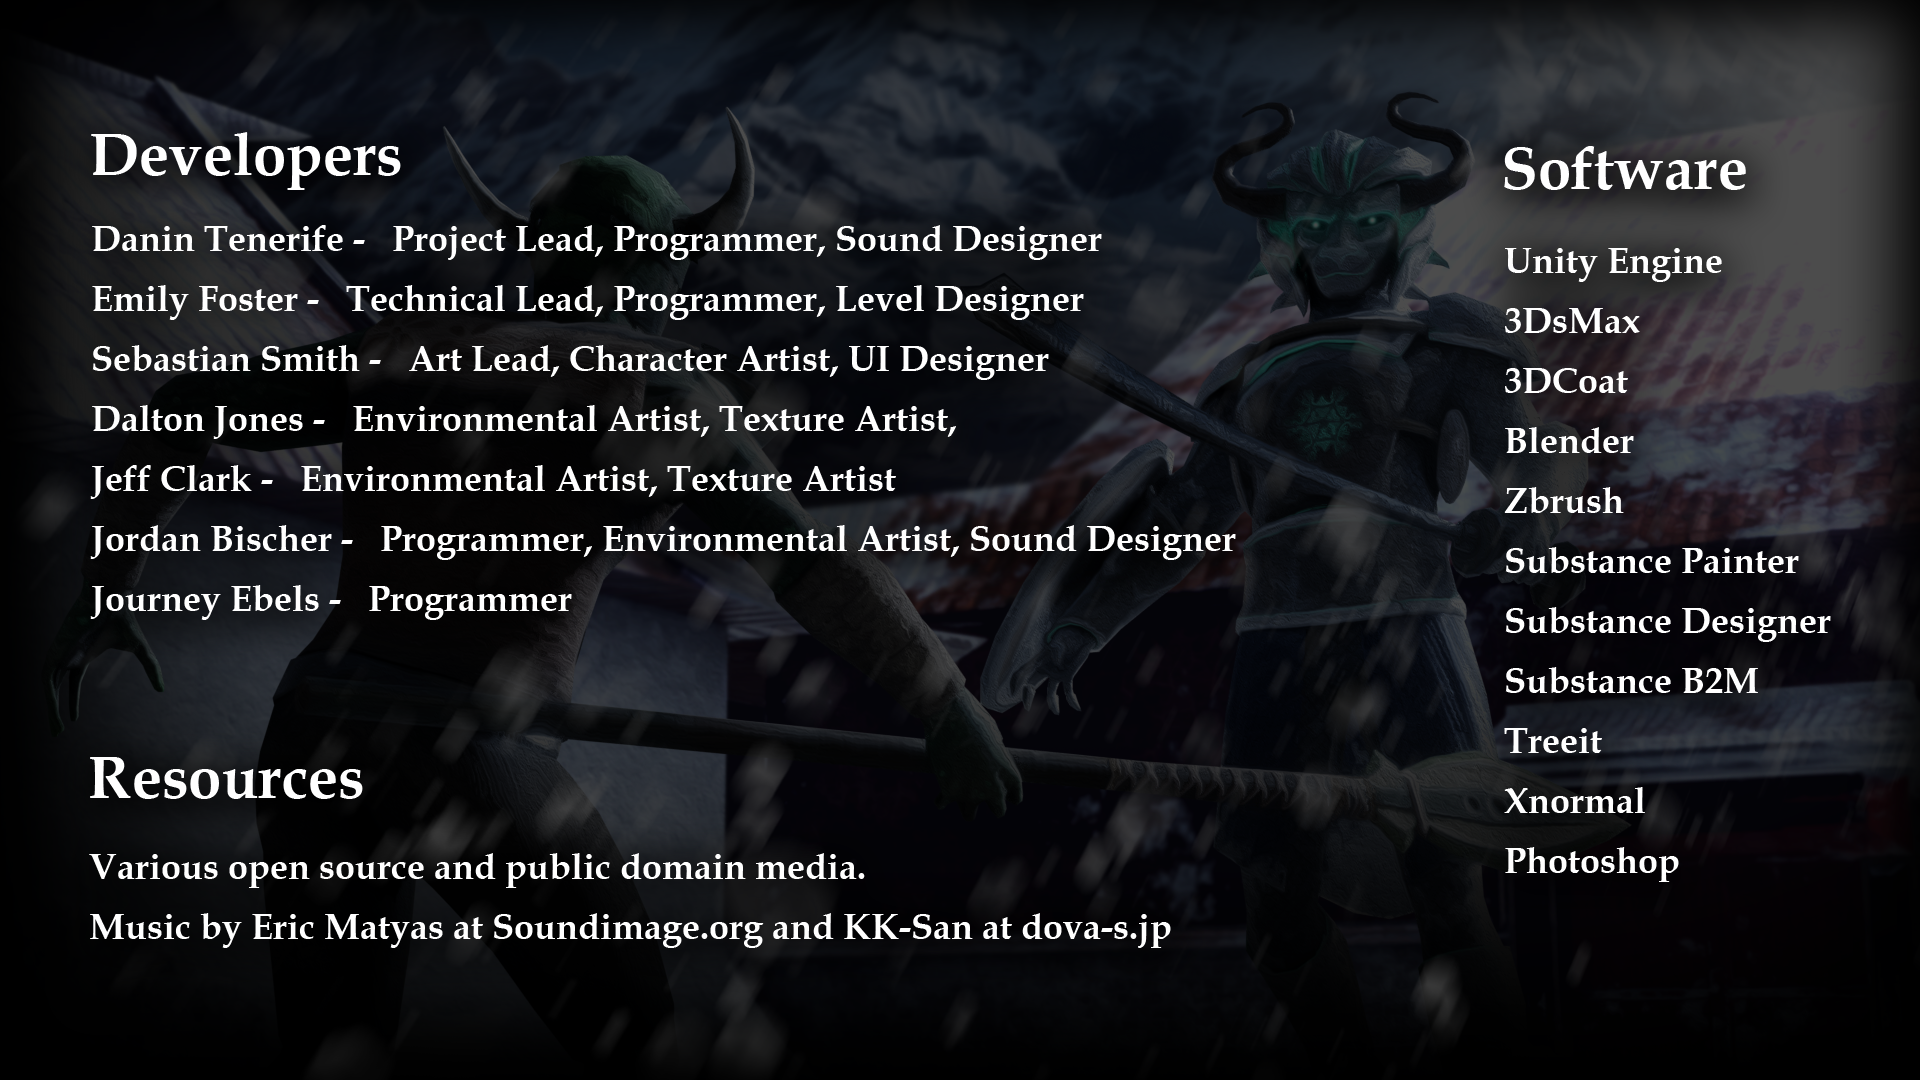 Developers
Danin Tenerife - Project Lead, Programmer, Sound Designer
Emily Foster - Technical Lead, Programmer, Level Designer
Sebastian Smith - Art Lead, Character Artist, UI Designer
Dalton Jones - Environmental Artist, Texture Artist,
Jeff Clark - Environmental Artist, Texture Artist
Jordan Bischer - Programmer, Environmental Artist, Sound Designer
Journey Ebels - Programmer
Resources
Various open source and public domain media.
Music by Eric Matyas at Soundimage.org and KK-San at dova-s.jp
Software
Unity Engine
3DsMax
3DCoat
Blender
Zbrush
Substance Painter
Substance Designer
Substance B2M
Treeit
Xnormal
Photoshop